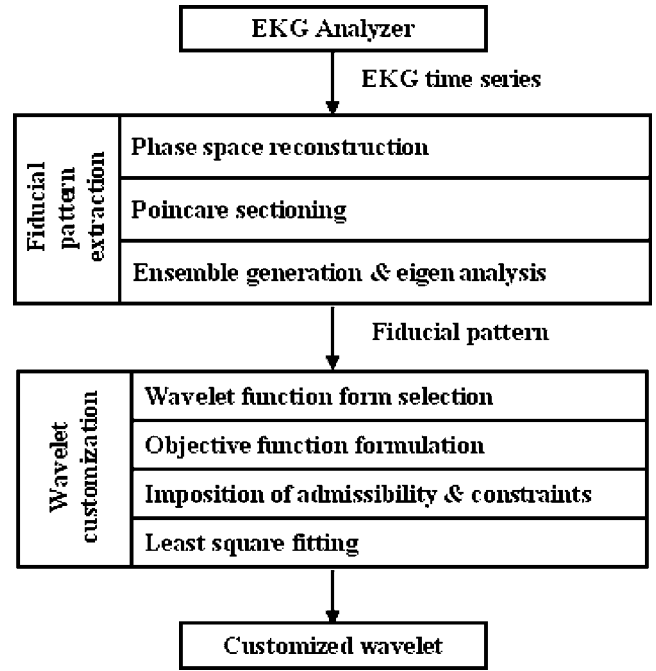 EKG Analyzer
EKG time series
Fiducial
pattern
extraction
Phase space reconstruction
Poincare sectioning
Ensemble generation & eigen analysis
Fiducial pattern
Wavelet
customization
Wavelet function form selection
Objective function formulation
Imposition of admissibility & constraints
Least square fitting
Customized wavelet